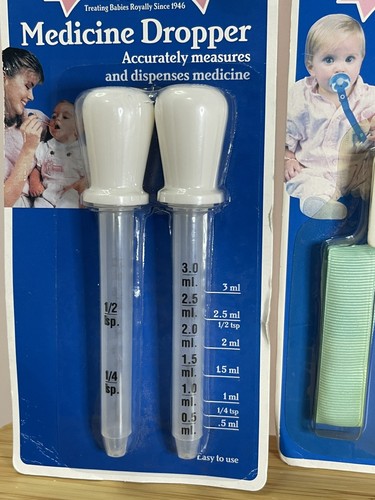 Treating Babies Royally Since 1946
Medicine Dropper
Accurately measures
and dispenses medicine
1/2
tsp.
1/4
tsp.
3.0
ml.
2.5
ml.
2.0
ml.
1.5
ml.
1.0
ml.
0.5
ml.
3 ml
2.5 ml
1/2 tsp
2 ml
1.5 ml
1 ml
1/4 tsp
.5 ml
Easy to use